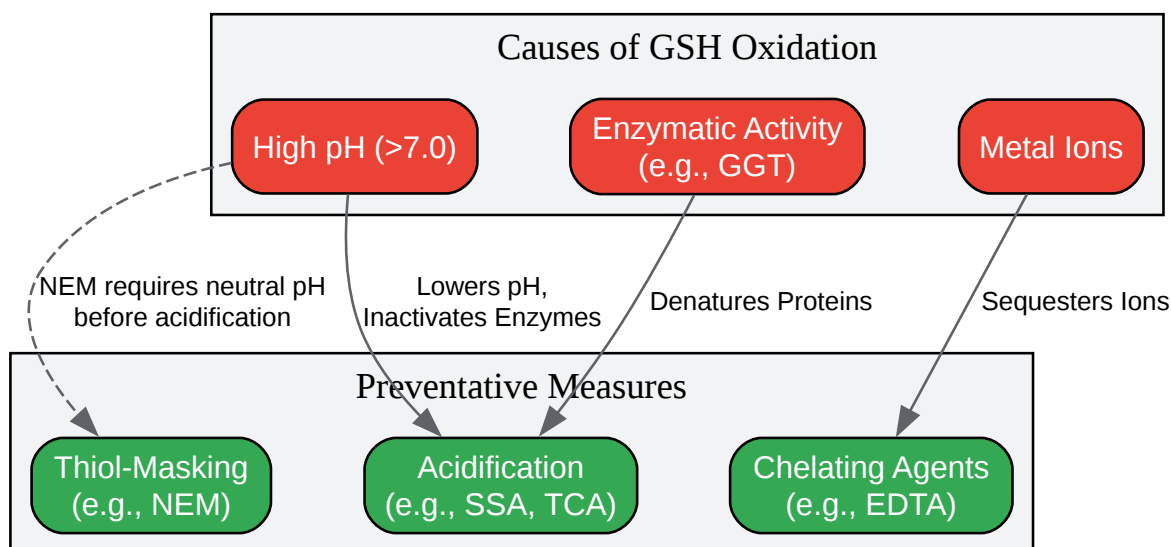 Causes of GSH Oxidation
High pH (>7.0)
Enzymatic Activity
(e.g., GGT)
Metal Ions
NEM requires neutral pH
before acidification
Lowers pH,
Inactivates Enzymes
Denatures Proteins
Sequesters Ions
Preventative Measures
Thiol-Masking
(e.g., NEM)
Acidification
(e.g., SSA, TCA)
Chelating Agents
(e.g., EDTA)